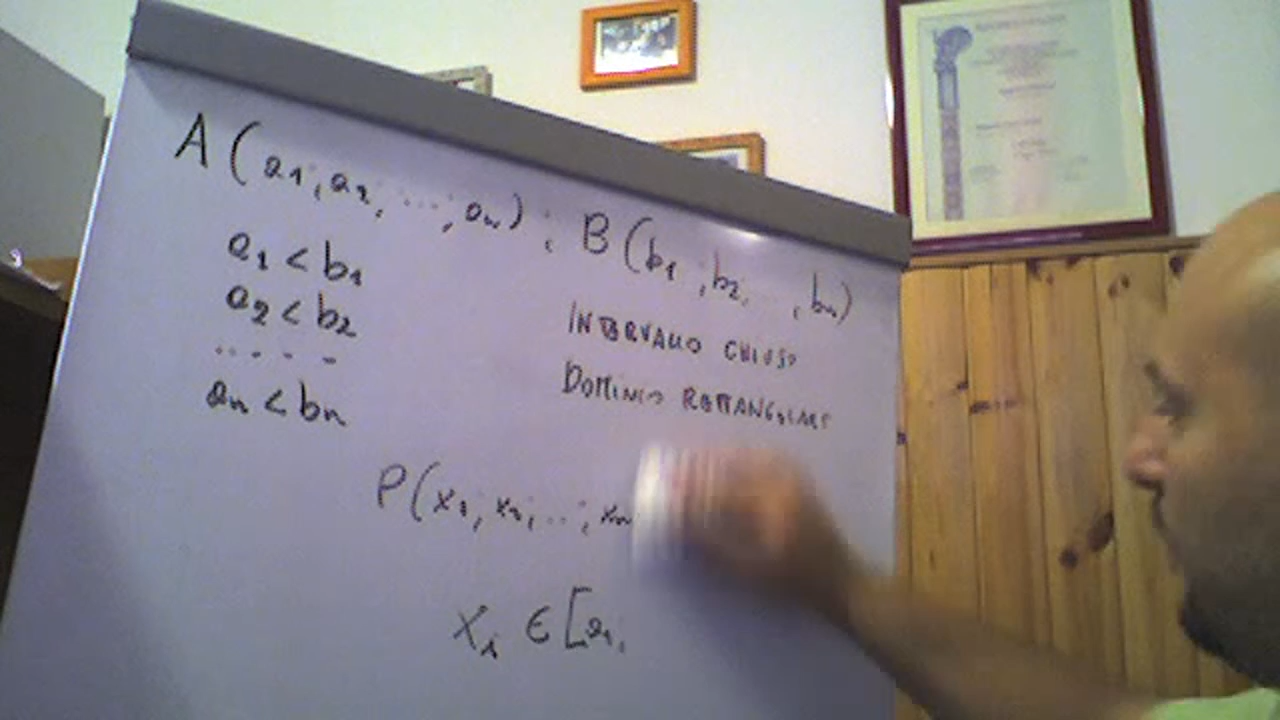 A (a1, a2, ..., an) ; B (b1, b2, .., bn)
a1 < b1
a2 < b2
.....
an < bn
INTERVALLO CHIUSO
DOMINIO RETTANGOLARE
P (x1, x2, ..., xn
xi ∈ [a1,